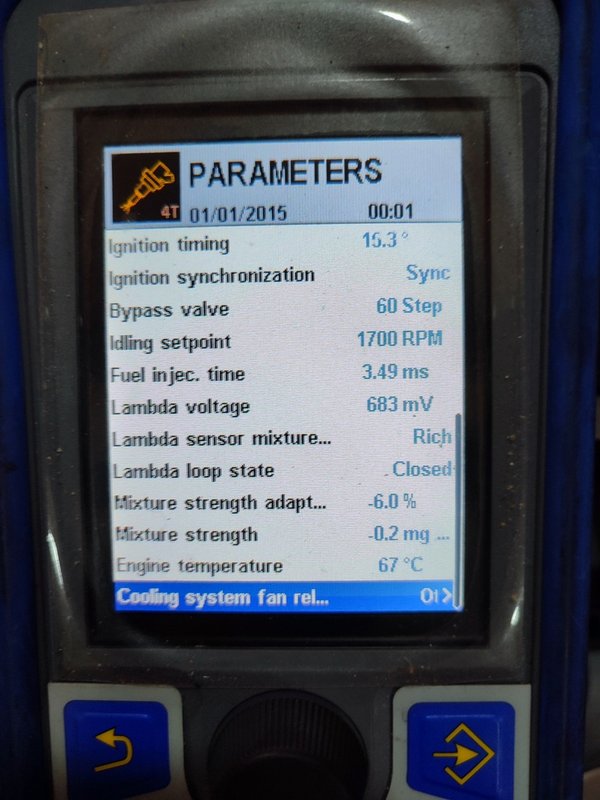 PARAMETERS
4T 01/01/2015 00:01
Ignition timing 15.3 °
Ignition synchronization Sync
Bypass valve 60 Step
Idling setpoint 1700 RPM
Fuel injec. time 3.49 ms
Lambda voltage 683 mV
Lambda sensor mixture... Rich
Lambda loop state Closed
Mixture strength adapt... -6.0 %
Mixture strength -0.2 mg ...
Engine temperature 67 °C
Cooling system fan rel...